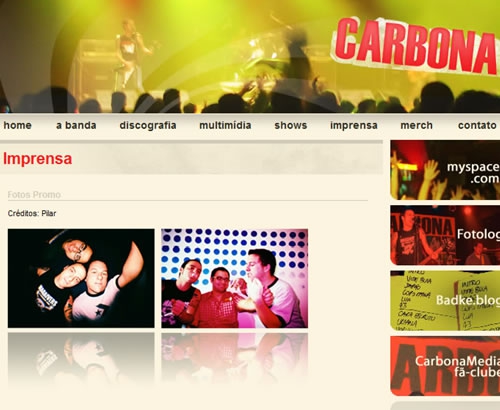 CARBONA
home a banda discografia multimídia shows imprensa merch contato
Imprensa
Fotos Promo
Créditos: Pilar
myspace
.com
Fotolog
Badke.blog
CarbonaMedia
fã-clube